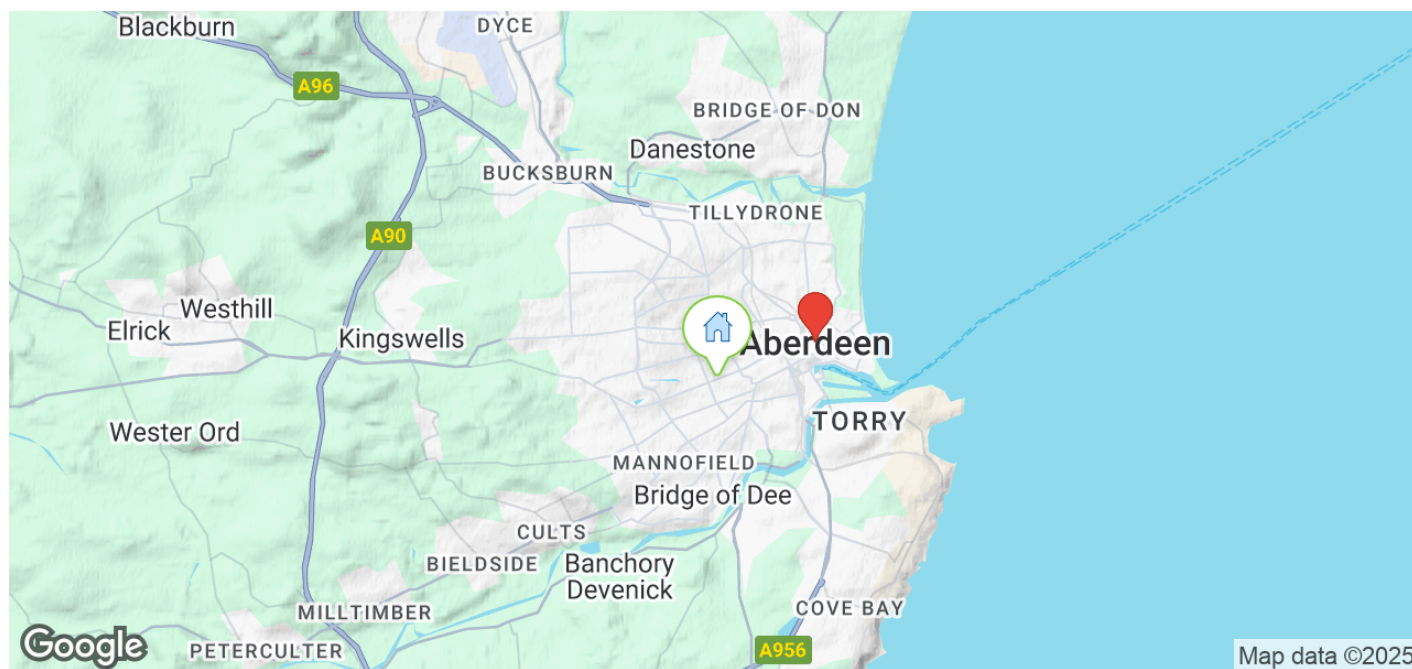 Blackburn
DYCE
A96
BRIDGE OF DON
Danestone
BUCKSBURN
TILLYDRONE
A90
Westhill
Elrick
Kingswells
Aberdeen
TORRY
Wester Ord
MANNOFIELD
Bridge of Dee
CULTS
BIELDSIDE
Banchory
Devenick
MILLTIMBER
COVE BAY
PETERCULTER
A956
Google
Map data ©2025